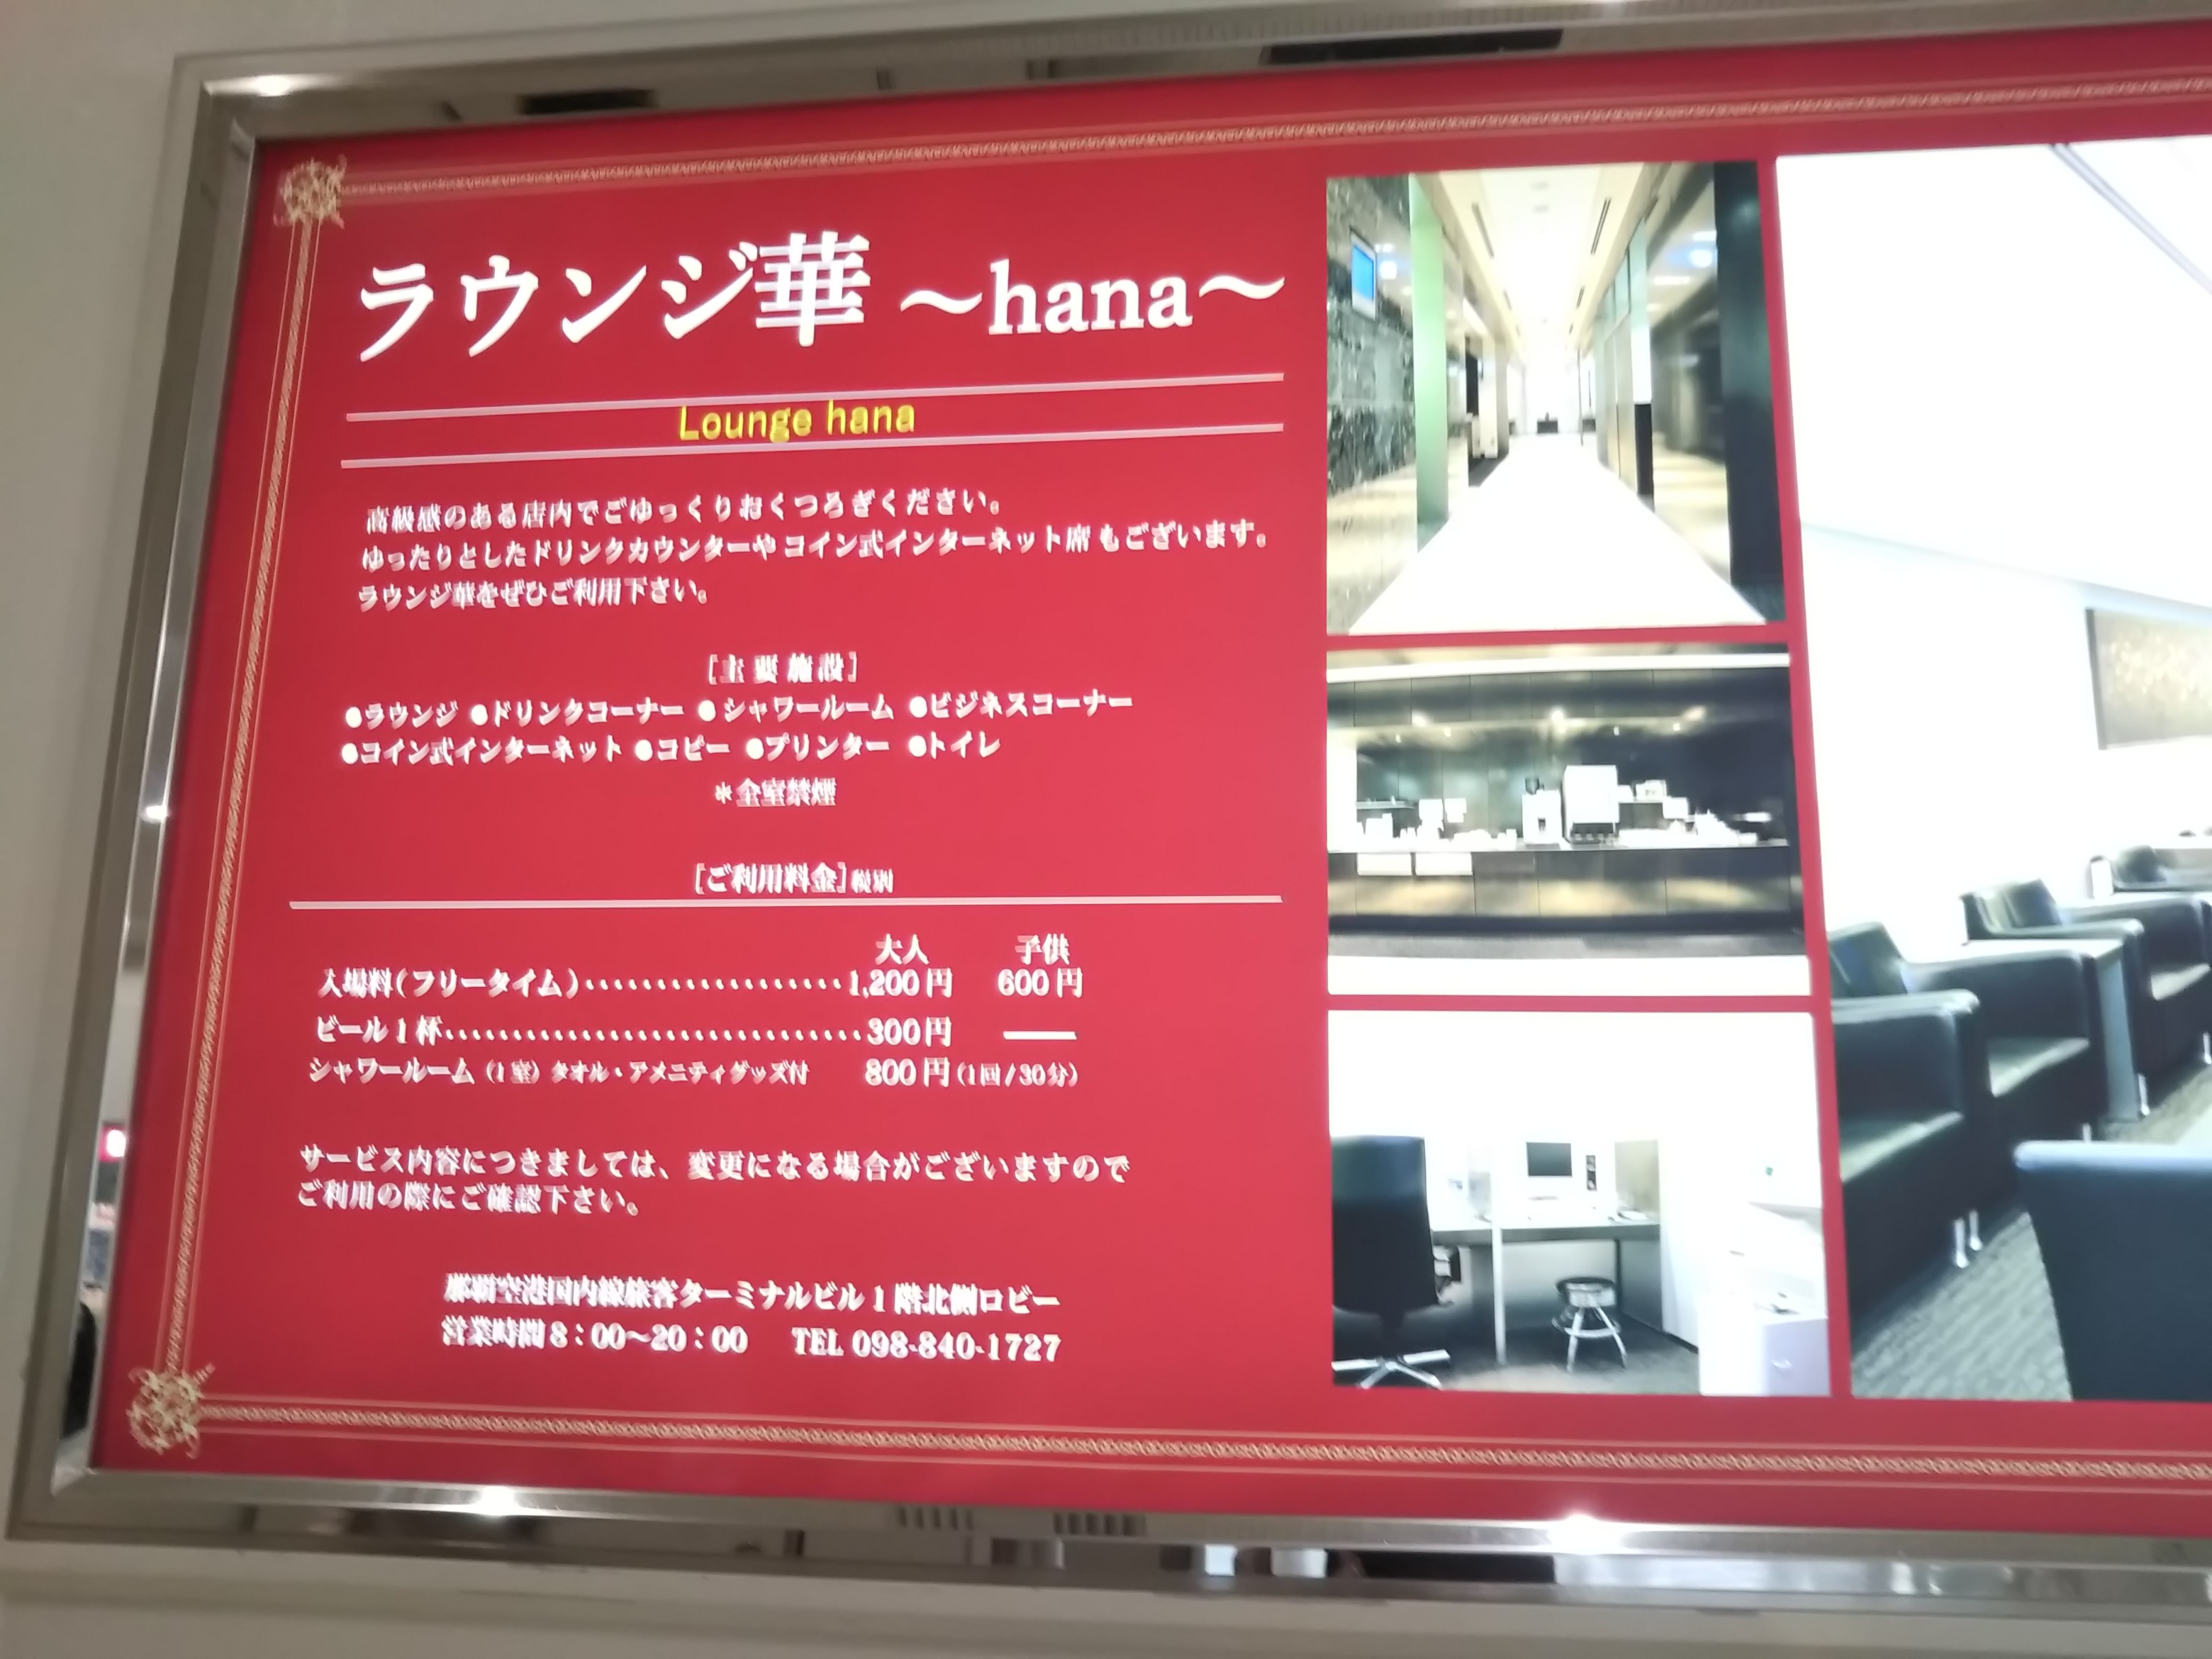 ラウンジ華 ～hana～
Lounge hana
高級感のある店内でごゆっくりおくつろぎください。
ゆったりとしたドリンクカウンターやコイン式インターネット席もございます。
ラウンジ華をぜひご利用下さい。
［主要施設］
●ラウンジ ●ドリンクコーナー ●シャワールーム ●ビジネスコーナー
●コイン式インターネット ●コピー ●プリンター ●トイレ
＊全室禁煙
［ご利用料金］税別
大人 子供
入場料（フリータイム）··················1,200円 600円
ビール1杯······························300円 ——
シャワールーム（1室）タオル・アメニティグッズ付 800円（1回/30分）
サービス内容につきましては、変更になる場合がございますので
ご利用の際にご確認下さい。
那覇空港国内線旅客ターミナルビル1階北側ロビー
営業時間8：00～20：00 TEL 098-840-1727